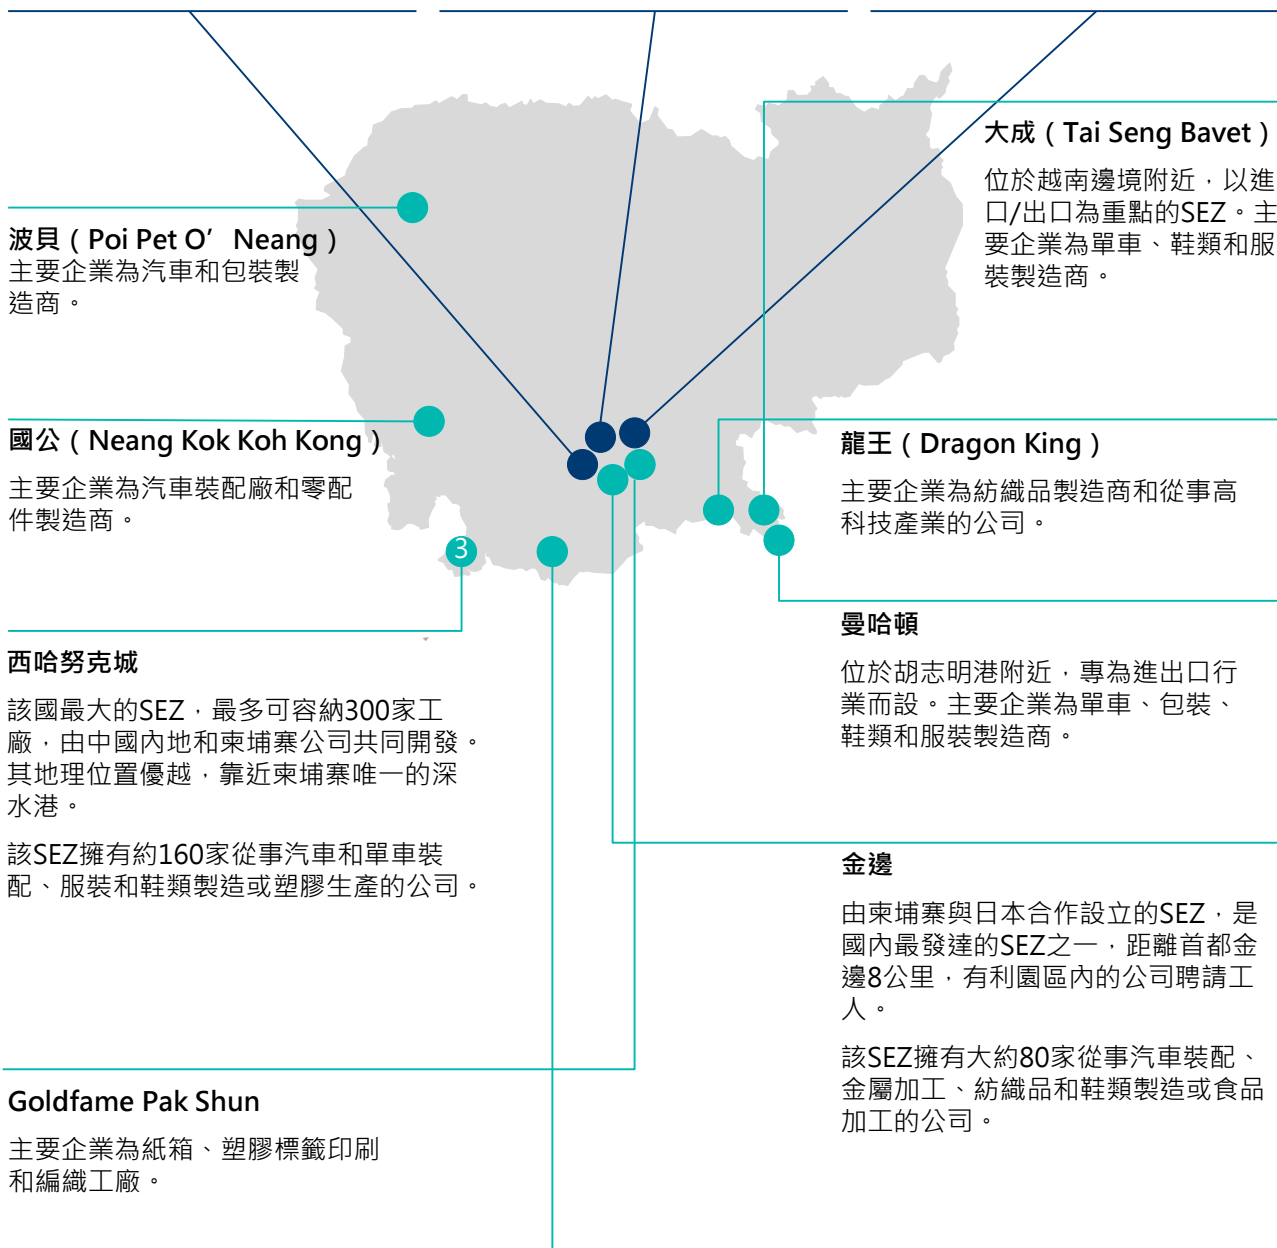 大成（Tai Seng Bavet）
位於越南邊境附近，以進
口/出口為重點的SEZ。主
要企業為單車、鞋類和服
裝製造商。
波貝（Poi Pet O’Neang）
主要企業為汽車和包裝製
造商。
國公（Neang Kok Koh Kong）
主要企業為汽車裝配廠和零配
件製造商。
龍王（Dragon King）
主要企業為紡織品製造商和從事高
科技產業的公司。
3
曼哈頓
位於胡志明港附近，專為進出口行
業而設。主要企業為單車、包裝、
鞋類和服裝製造商。
西哈努克城
該國最大的SEZ，最多可容納300家工
廠，由中國內地和柬埔寨公司共同開發。
其地理位置優越，靠近柬埔寨唯一的深
水港。
該SEZ擁有約160家從事汽車和單車裝
配、服裝和鞋類製造或塑膠生產的公司。
金邊
由柬埔寨與日本合作設立的SEZ，是
國內最發達的SEZ之一，距離首都金
邊8公里，有利園區內的公司聘請工
人。
該SEZ擁有大約80家從事汽車裝配、
金屬加工、紡織品和鞋類製造或食品
加工的公司。
Goldfame Pak Shun
主要企業為紙箱、塑膠標籤印刷
和編織工廠。